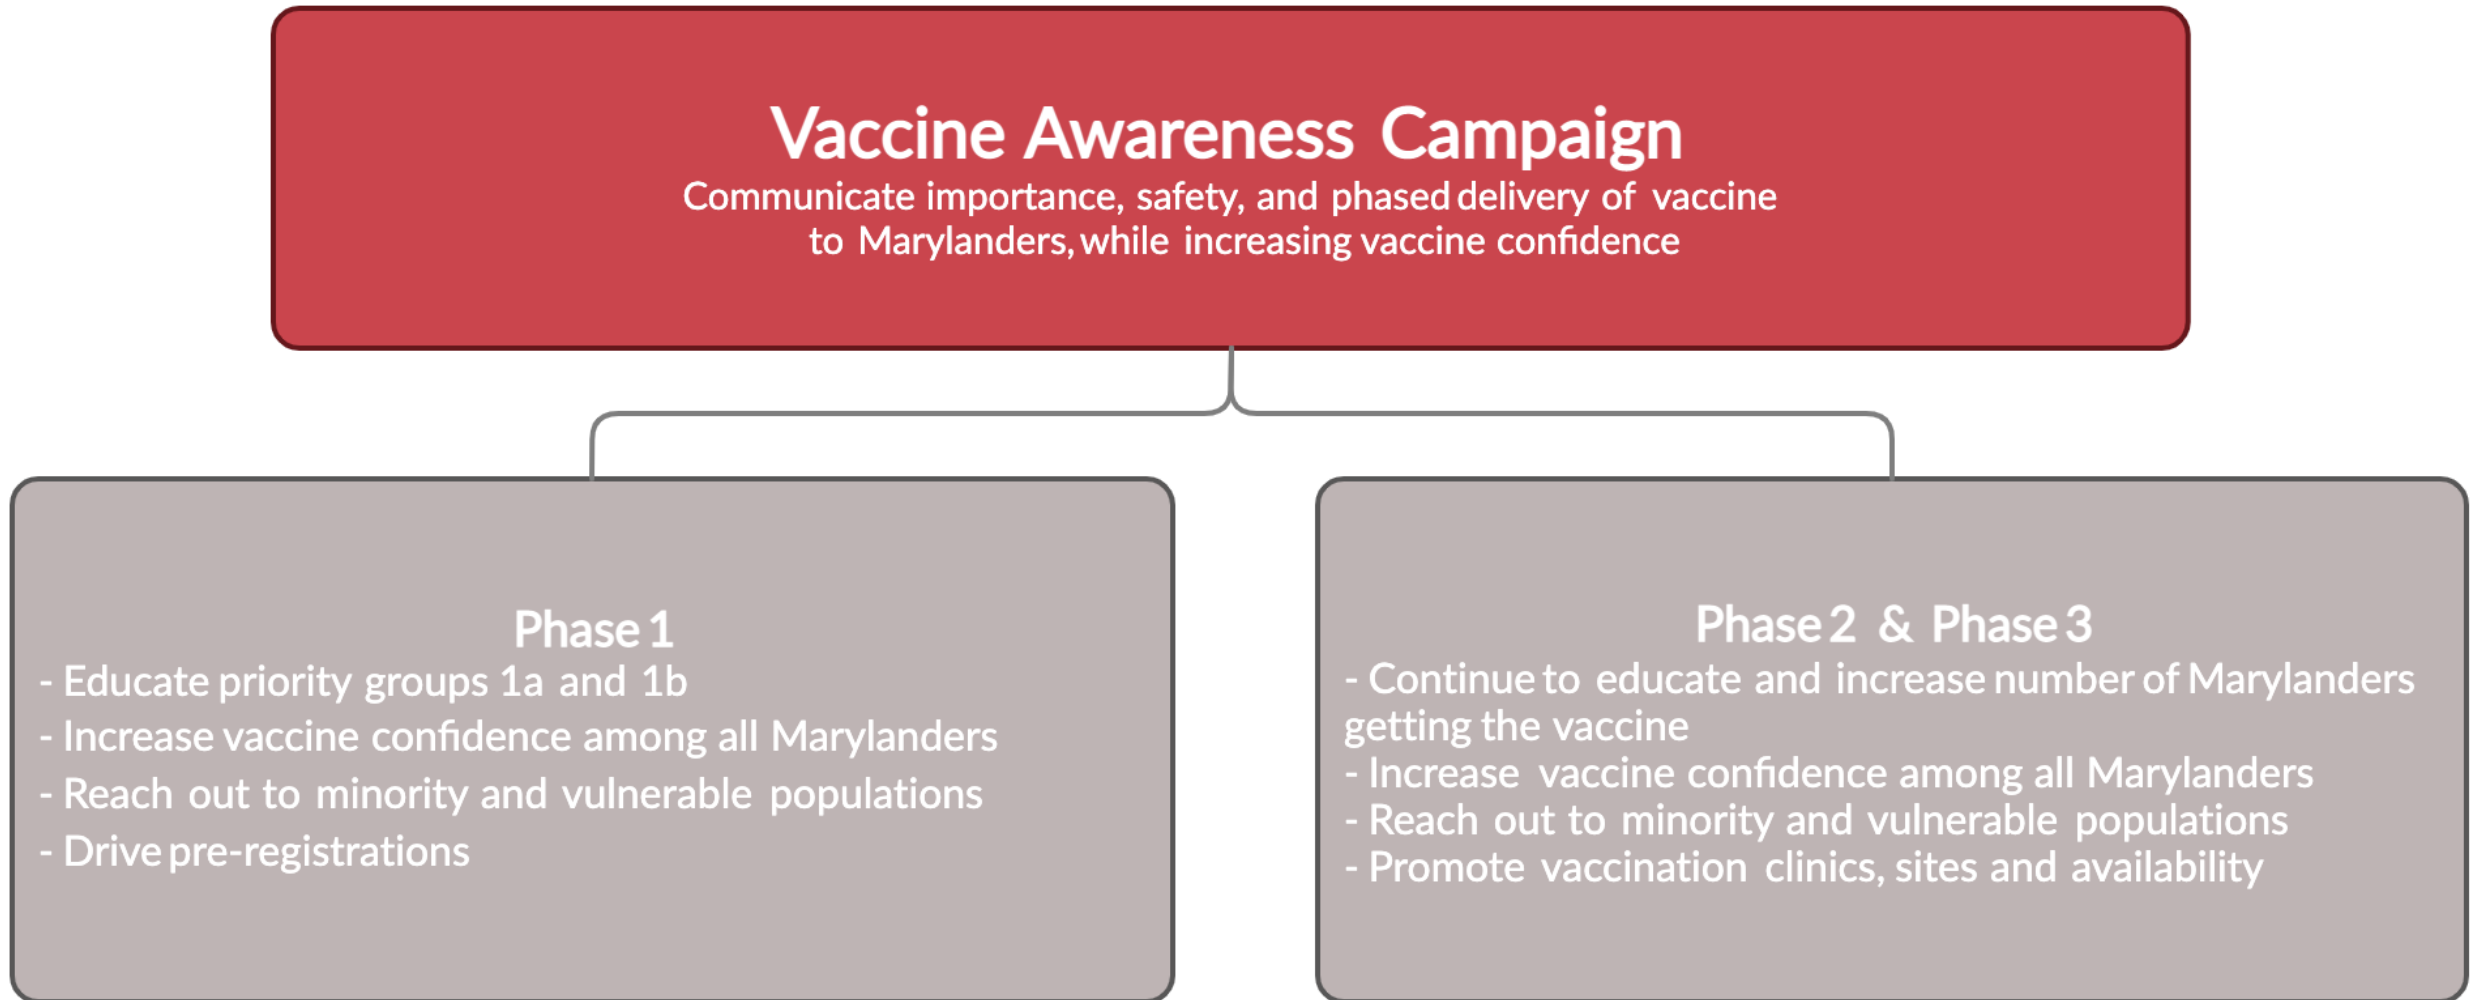 Vaccine Awareness Campaign
Communicate importance, safety, and phased delivery of vaccine
to Marylanders, while increasing vaccine confidence
Phase 1
- Educate priority groups 1a and 1b
- Increase vaccine confidence among all Marylanders
- Reach out to minority and vulnerable populations
- Drive pre-registrations
Phase 2 & Phase 3
- Continue to educate and increase number of Marylanders
getting the vaccine
- Increase vaccine confidence among all Marylanders
- Reach out to minority and vulnerable populations
- Promote vaccination clinics, sites and availability